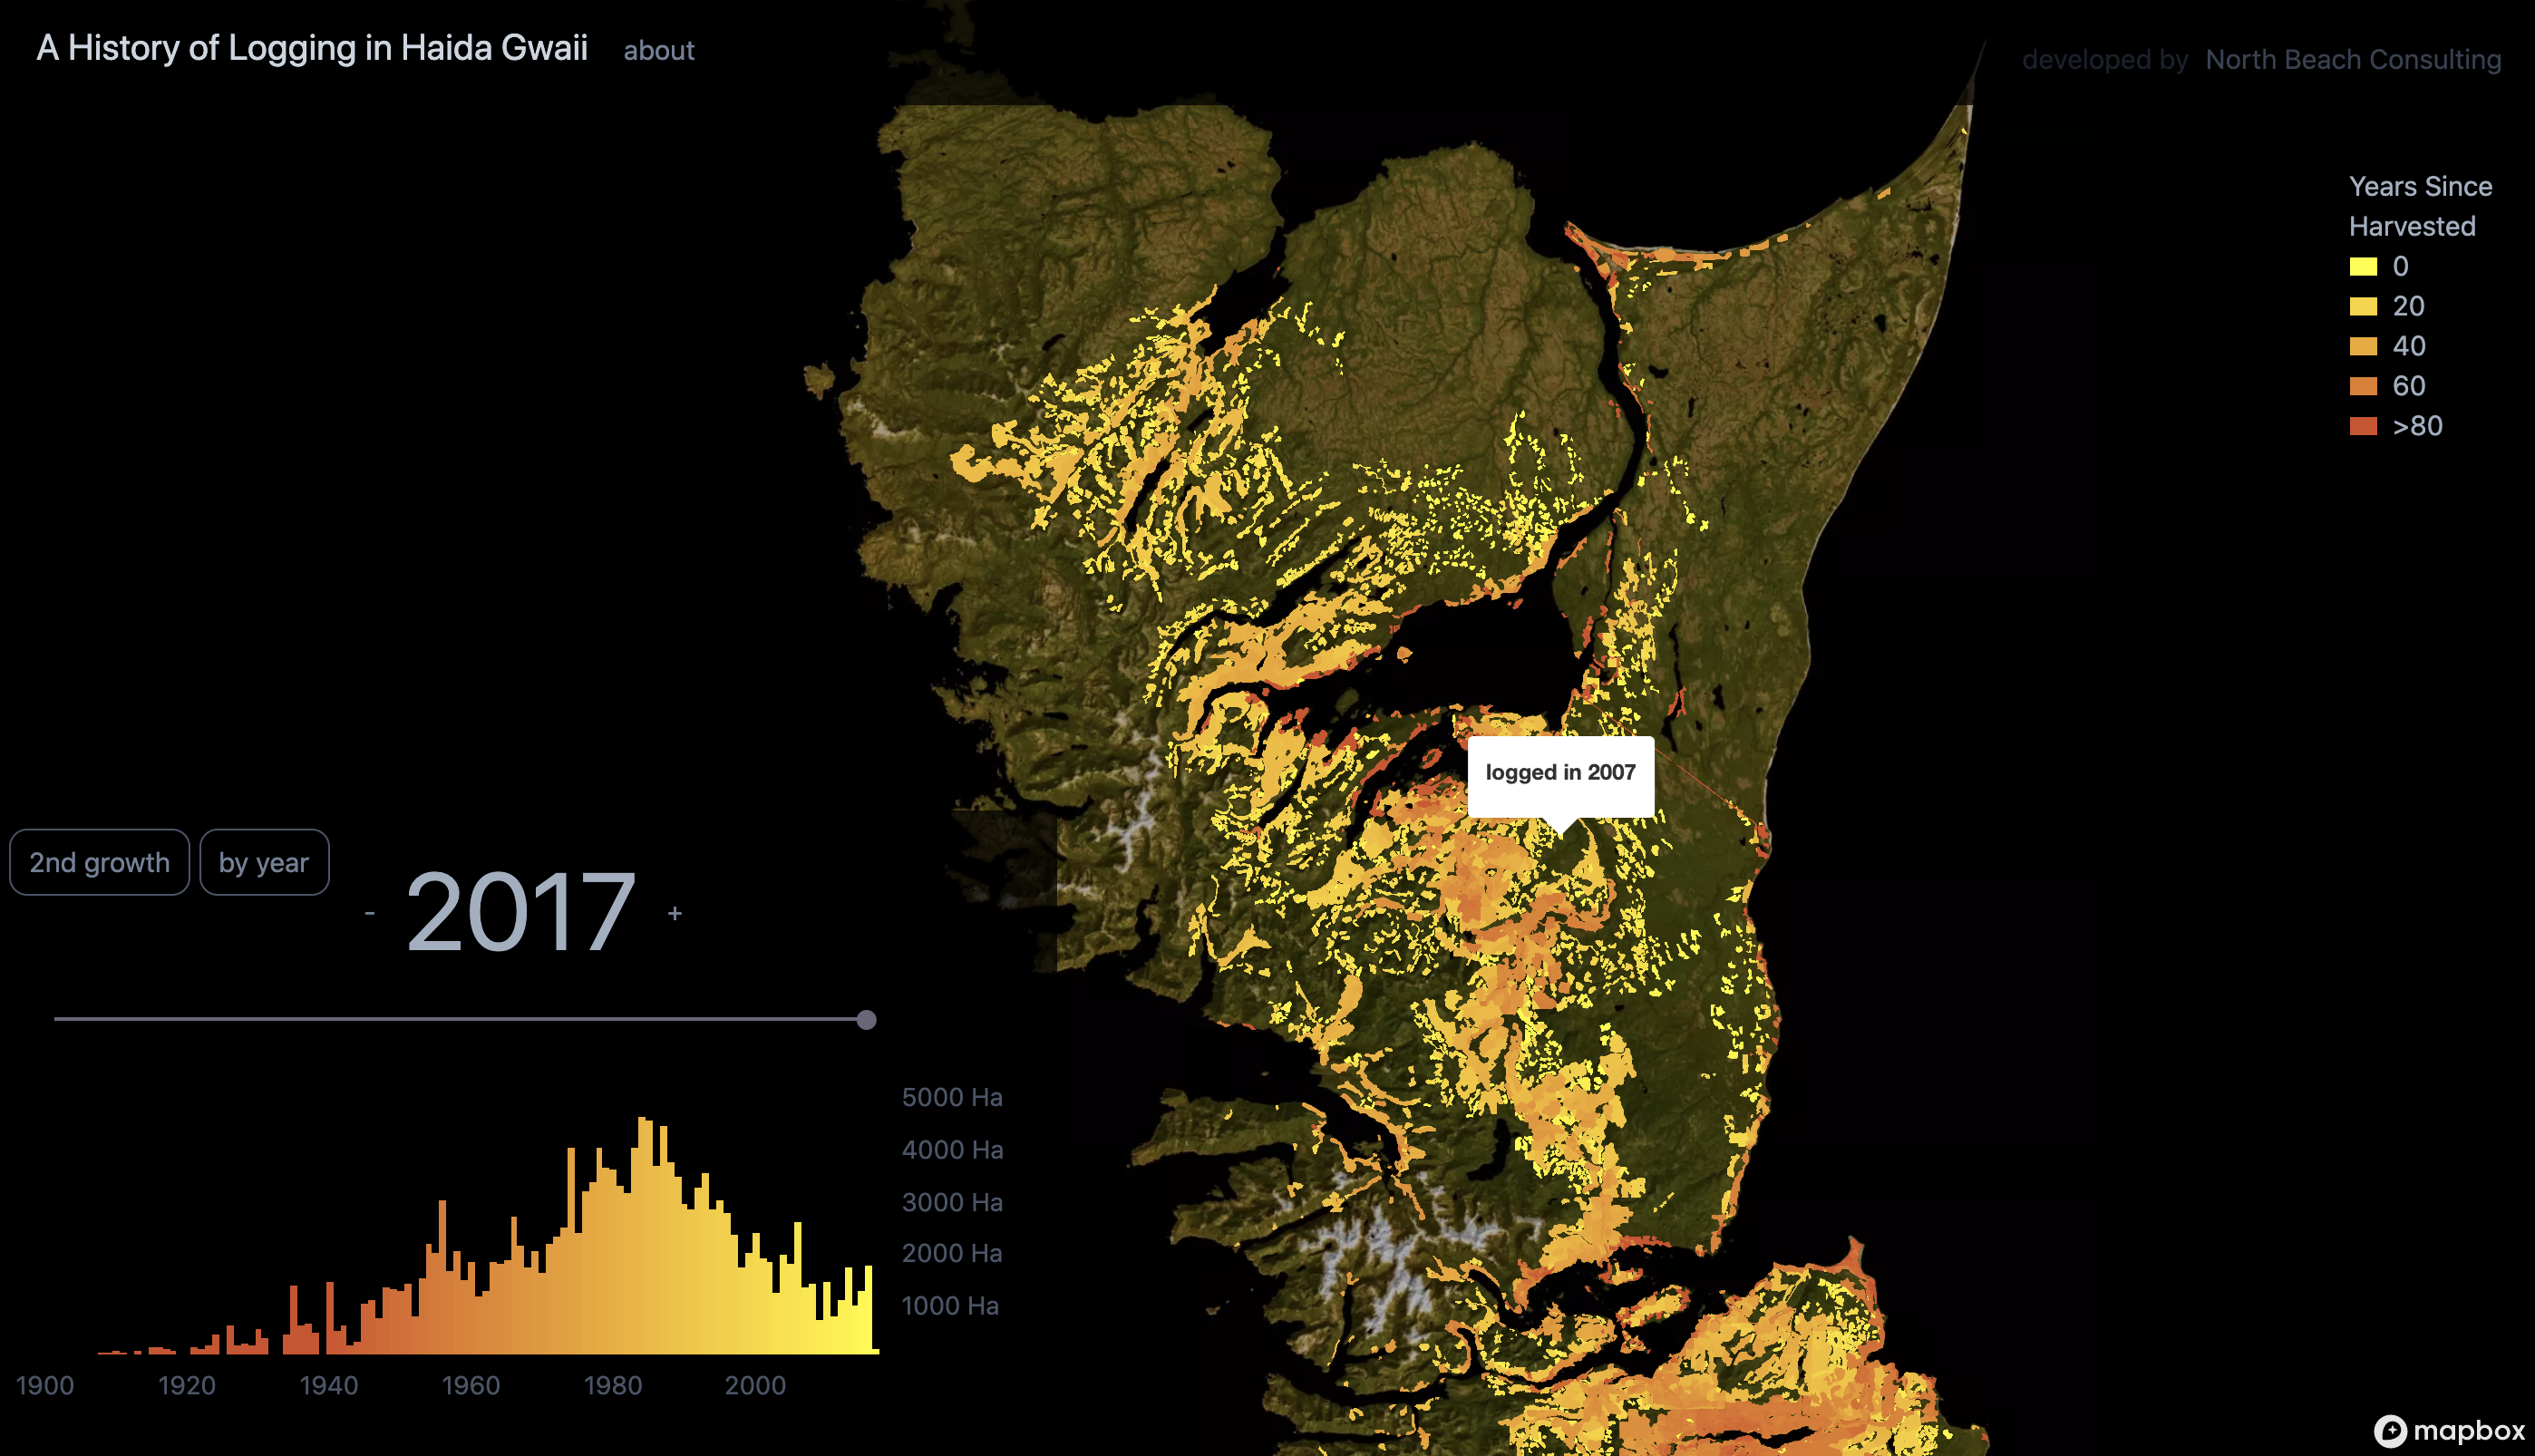 A History of Logging in Haida Gwaii about
developed by North Beach Consulting
Years Since
Harvested
0
20
40
60
>80
logged in 2007
2nd growth by year
- 2017 +
5000 Ha
4000 Ha
3000 Ha
2000 Ha
1000 Ha
1900 1920 1940 1960 1980 2000
mapbox